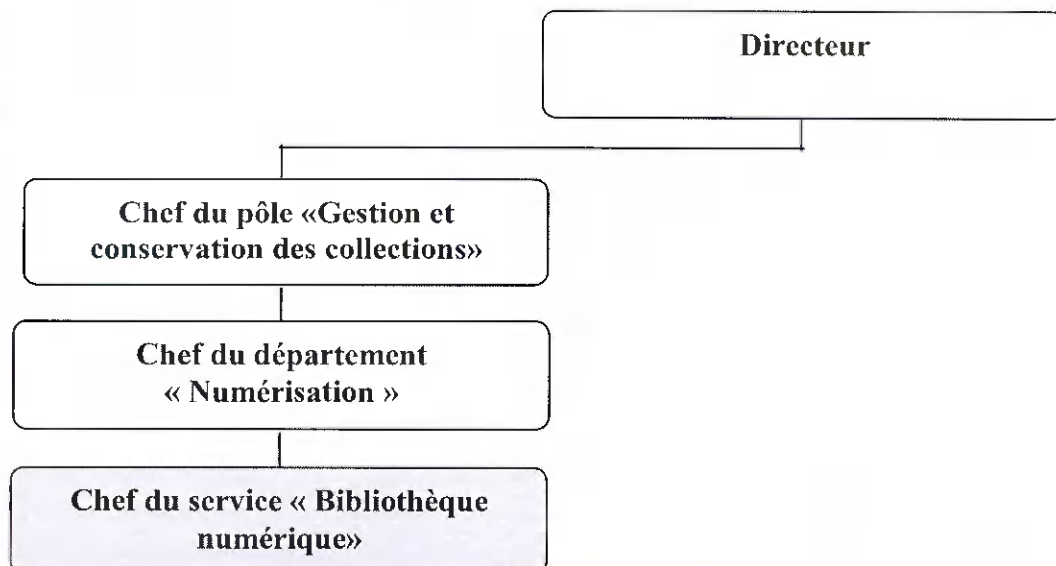 Directeur
Chef du pôle «Gestion et
conservation des collections»
Chef du département
« Numérisation »
Chef du service « Bibliothèque
numérique»